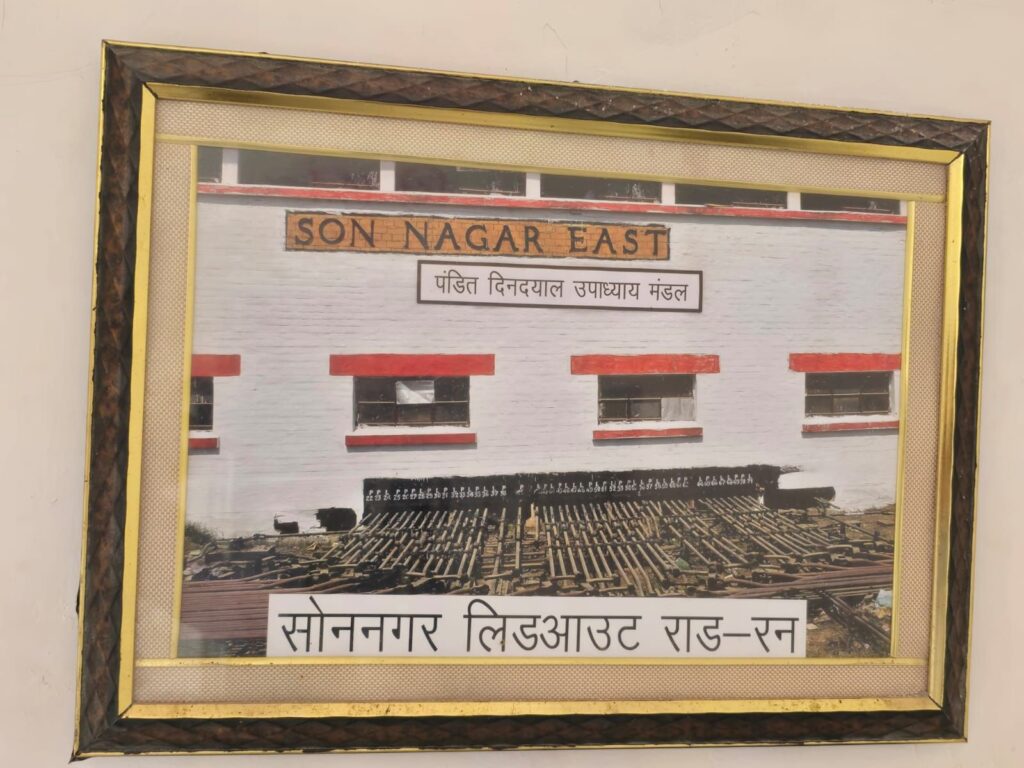 SON NAGAR EAST
पंडित दिनदयाल उपाध्याय मंडल
सोननगर लिडआउट राड–रन